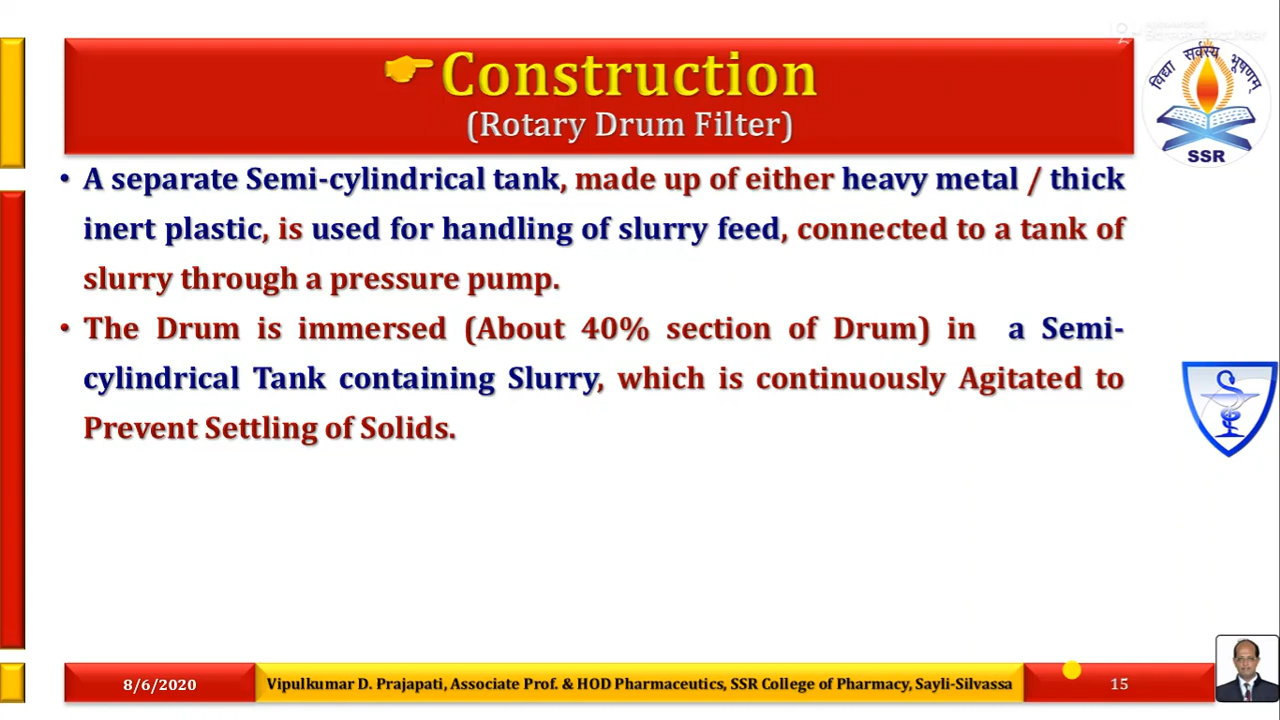 ☛Construction
(Rotary Drum Filter)
विद्या सर्वस्य भूषणम्
SSR
• A separate Semi-cylindrical tank, made up of either heavy metal / thick
inert plastic, is used for handling of slurry feed, connected to a tank of
slurry through a pressure pump.
• The Drum is immersed (About 40% section of Drum) in a Semi-
cylindrical Tank containing Slurry, which is continuously Agitated to
Prevent Settling of Solids.
8/6/2020
Vipulkumar D. Prajapati, Associate Prof. & HOD Pharmaceutics, SSR College of Pharmacy, Sayli-Silvassa
15